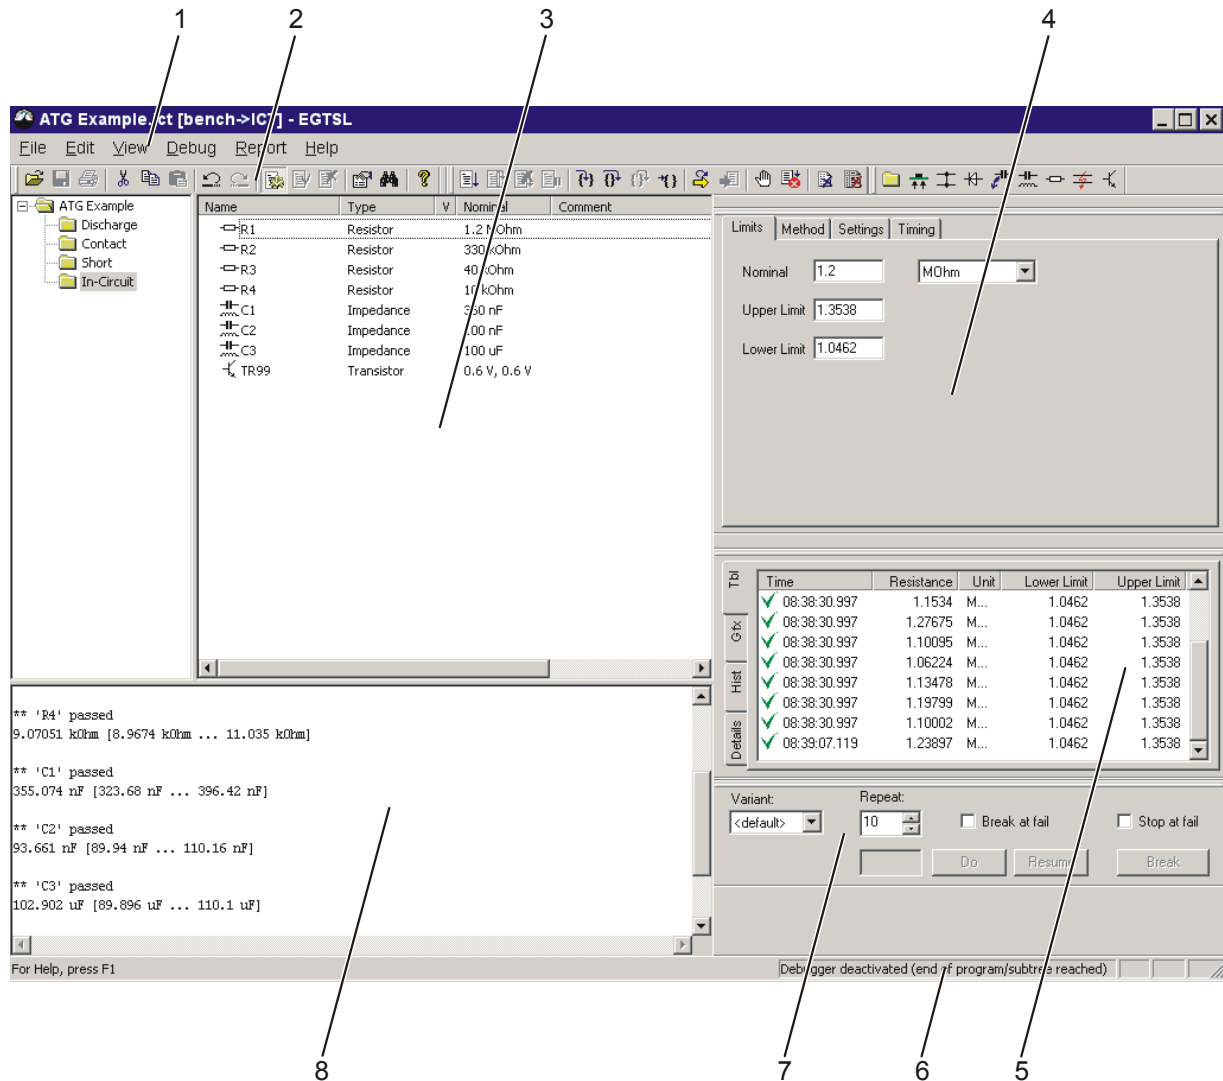 1 2 3 4
ATG Example.ict [bench->ICT] - EGTSL
File Edit View Debug Report Help
ATG Example
Discharge
Contact
Short
In-Circuit
Name Type V Nominal Comment
R1 Resistor 1.2 MOhm
R2 Resistor 330 kOhm
R3 Resistor 40 kOhm
R4 Resistor 10 kOhm
C1 Impedance 360 nF
C2 Impedance 100 nF
C3 Impedance 100 uF
TR99 Transistor 0.6 V, 0.6 V
Limits Method Settings Timing
Nominal 1.2 MOhm
Upper Limit 1.3538
Lower Limit 1.0462
Tbl
Gfx
Hist
Details
Time Resistance Unit Lower Limit Upper Limit
08:38:30.997 1.1534 M... 1.0462 1.3538
08:38:30.997 1.27675 M... 1.0462 1.3538
08:38:30.997 1.10095 M... 1.0462 1.3538
08:38:30.997 1.06224 M... 1.0462 1.3538
08:38:30.997 1.13478 M... 1.0462 1.3538
08:38:30.997 1.19799 M... 1.0462 1.3538
08:38:30.997 1.10002 M... 1.0462 1.3538
08:39:07.119 1.23897 M... 1.0462 1.3538
** 'R4' passed
9.07051 kOhm [8.9674 kOhm ... 11.035 kOhm]
** 'C1' passed
355.074 nF [323.68 nF ... 396.42 nF]
** 'C2' passed
93.661 nF [89.94 nF ... 110.16 nF]
** 'C3' passed
102.902 uF [89.896 uF ... 110.1 uF]
Variant: Repeat:
<default> 10 Break at fail Stop at fail
Do Resume Break
For Help, press F1
Debugger deactivated (end of program/subtree reached)
8 7 6 5